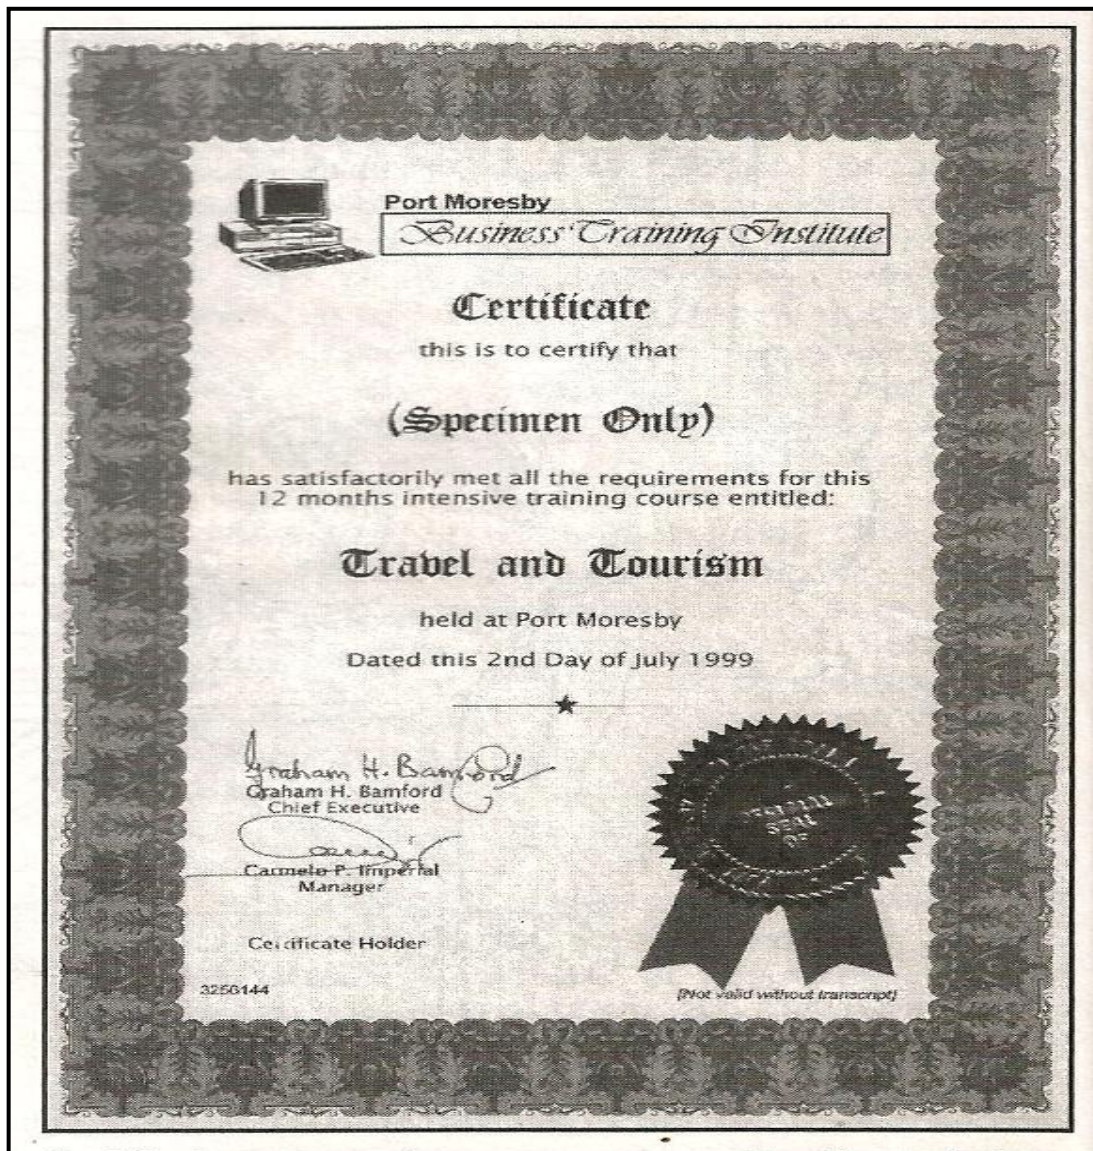 Port Moresby
Business Training Institute
Certificate
this is to certify that
(Specimen Only)
has satisfactorily met all the requirements for this
12 months intensive training course entitled:
Travel and Tourism
held at Port Moresby
Dated this 2nd Day of July 1999
Graham H. Bamford
Graham H. Bamford
Chief Executive
Carmelo P. Imperial
Manager
Certificate Holder
3250144
(Not valid without transcript)